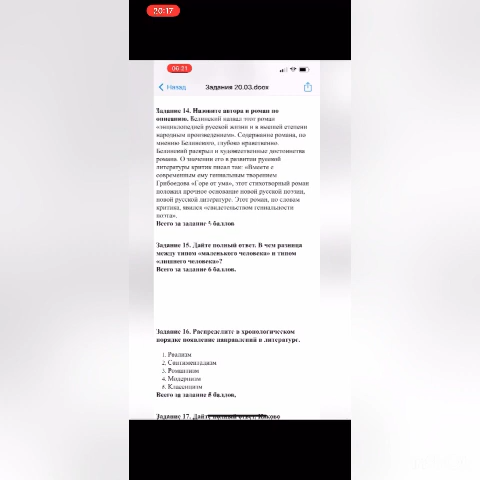 20:17
06:21
Назад
Задания 20.03.docx
Задание 14. Назовите автора и роман по
описанию. Белинский назвал этот роман
«энциклопедией русской жизни и в высшей степени
народным произведением». Содержание романа, по
мнению Белинского, глубоко нравственно.
Белинский раскрыл и художественные достоинства
романа. О значении его в развитии русской
литературы критик писал так: «Вместе с
современным ему гениальным творением
Грибоедова «Горе от ума», этот стихотворный роман
положил прочное основание новой русской поэзии,
новой русской литературе. Этот роман, по словам
критика, явился «свидетельством гениальности
поэта».
Всего за задание 5 баллов
Задание 15. Дайте полный ответ. В чем разница
между типом «маленького человека» и типом
«лишнего человека»?
Всего за задание 6 баллов.
Задание 16. Распределите в хронологическом
порядке появление направлений в литературе.
1. Реализм
2. Сентиментализм
3. Романтизм
4. Модернизм
Классицизм
Всего за задание баллов.
Задание 17. Дайте полный ответ. Каково